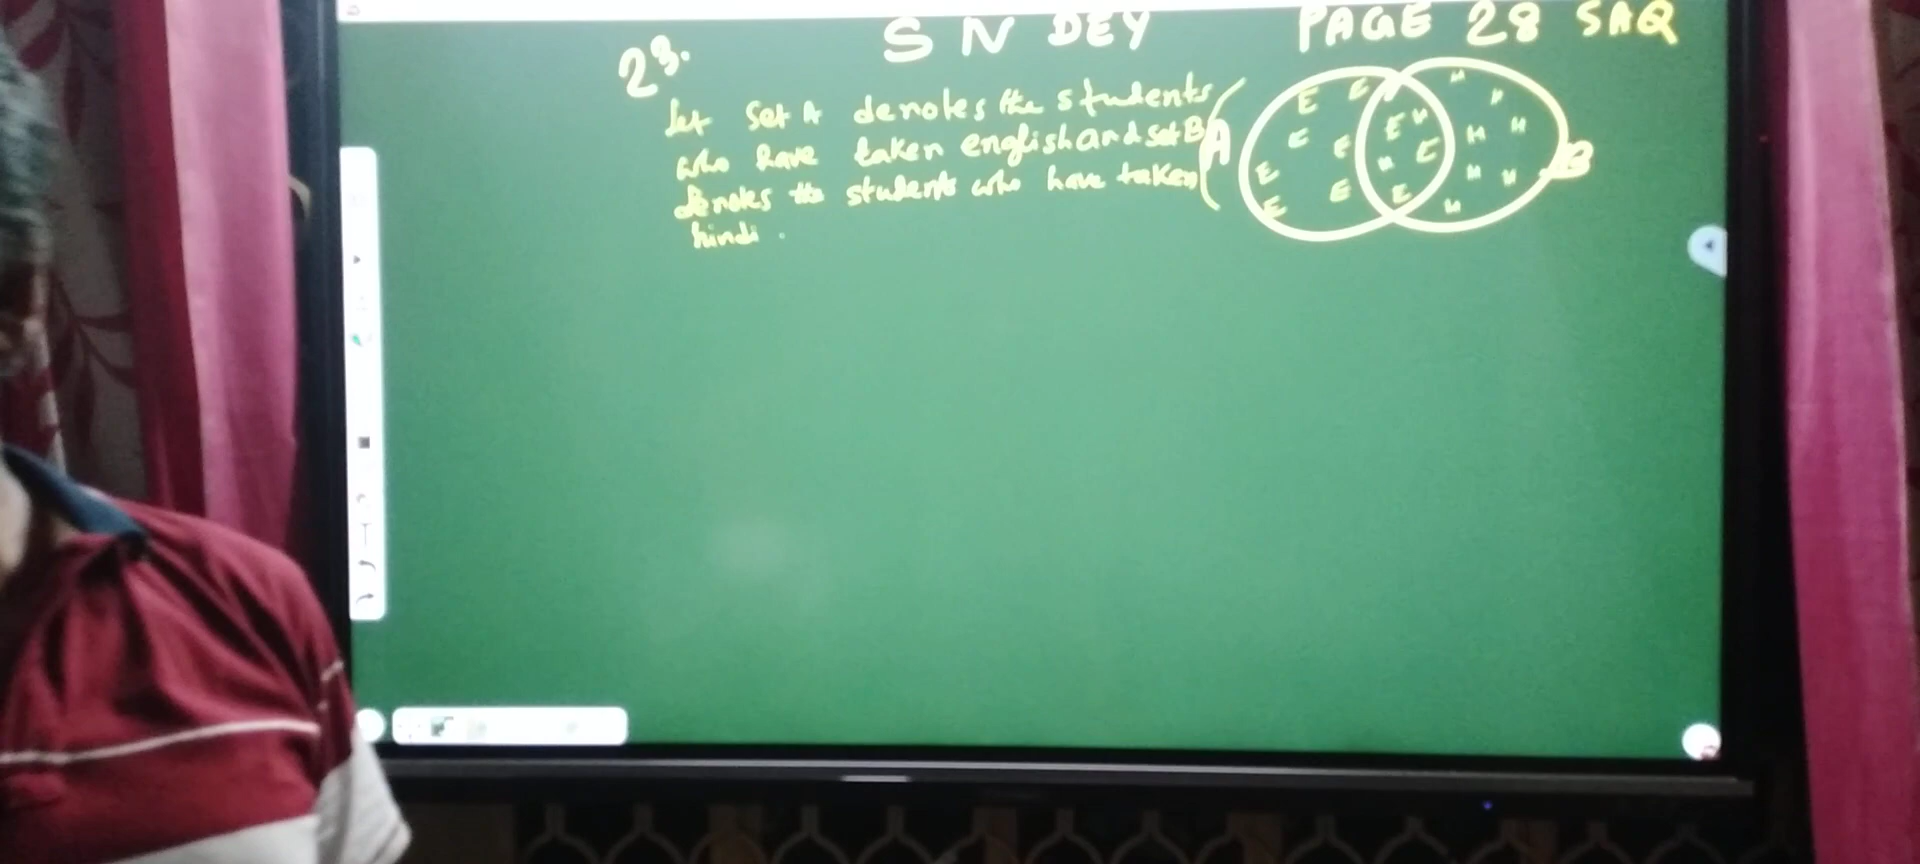 S N DEY PAGE 28 SAQ
23.
Let Set A denotes the students
who have taken english and set B
denotes the students who have taken
hindi.
A
E E
E E
E E E
E H
E H
E
H H
H H
H H
H
B